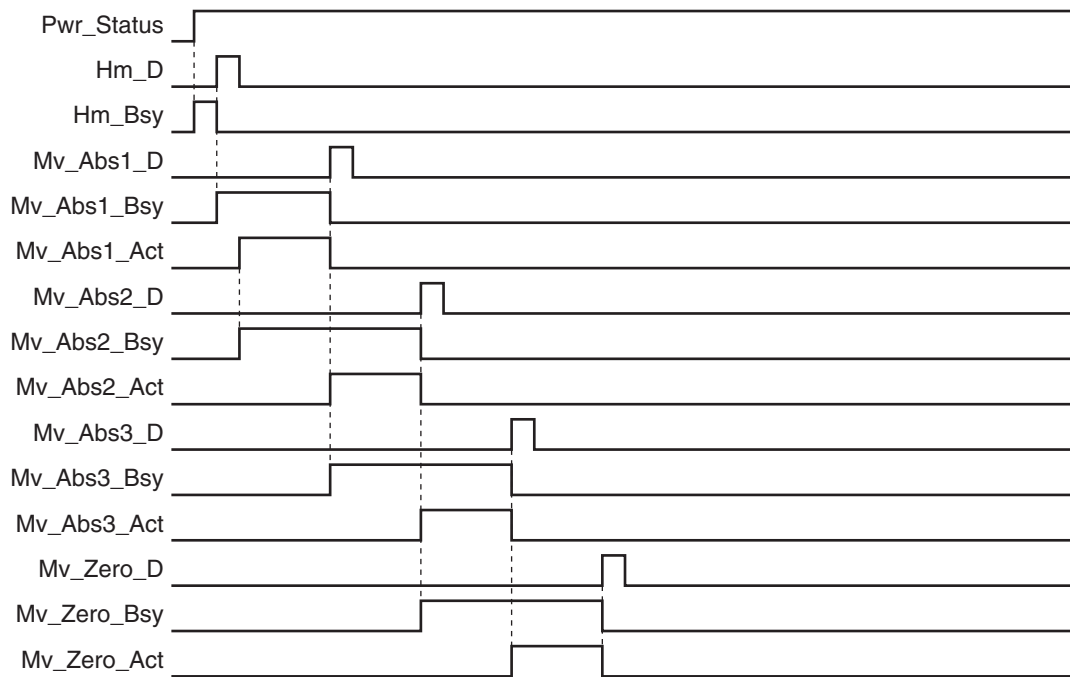 Pwr_Status
Hm_D
Hm_Bsy
Mv_Abs1_D
Mv_Abs1_Bsy
Mv_Abs1_Act
Mv_Abs2_D
Mv_Abs2_Bsy
Mv_Abs2_Act
Mv_Abs3_D
Mv_Abs3_Bsy
Mv_Abs3_Act
Mv_Zero_D
Mv_Zero_Bsy
Mv_Zero_Act